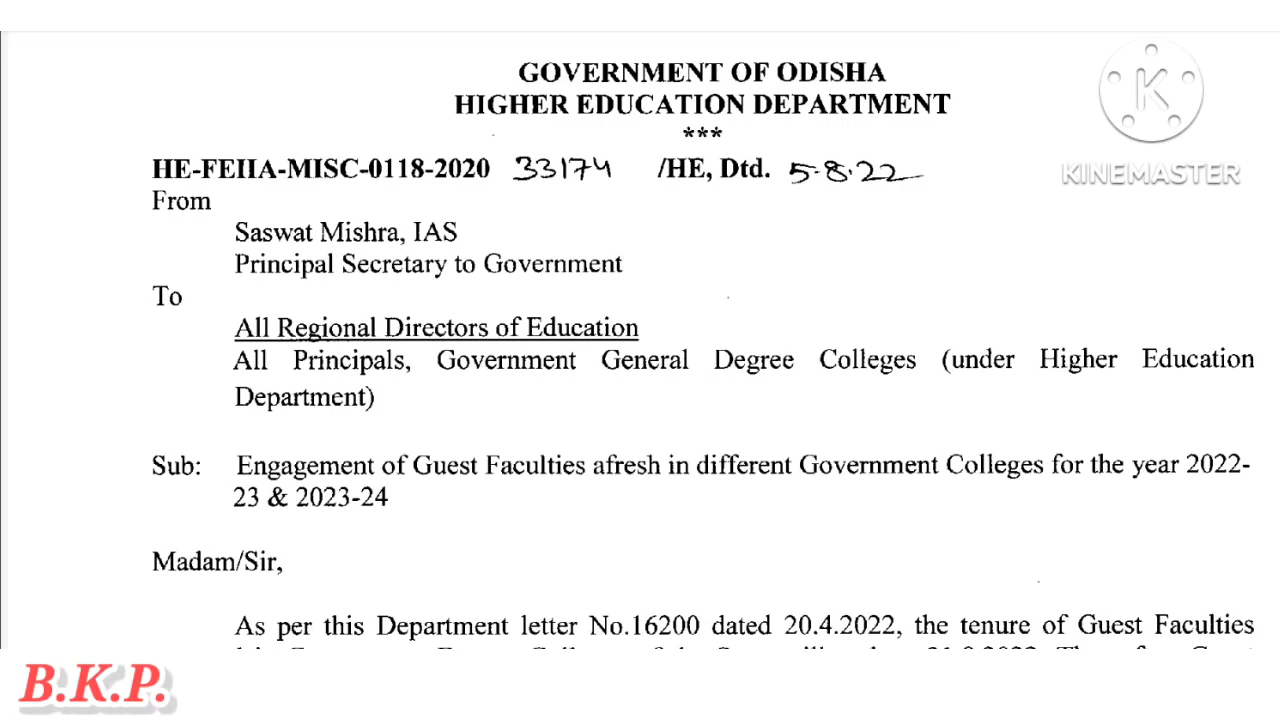 GOVERNMENT OF ODISHA
HIGHER EDUCATION DEPARTMENT
***
HE-FEIIA-MISC-0118-2020 33174 /HE, Dtd. 5-8.22
From
Saswat Mishra, IAS
Principal Secretary to Government
To
All Regional Directors of Education
All Principals, Government General Degree Colleges (under Higher Education
Department)
Sub: Engagement of Guest Faculties afresh in different Government Colleges for the year 2022-
23 & 2023-24
Madam/Sir,
As per this Department letter No.16200 dated 20.4.2022, the tenure of Guest Faculties
K
KINEMASTER
B.K.P.